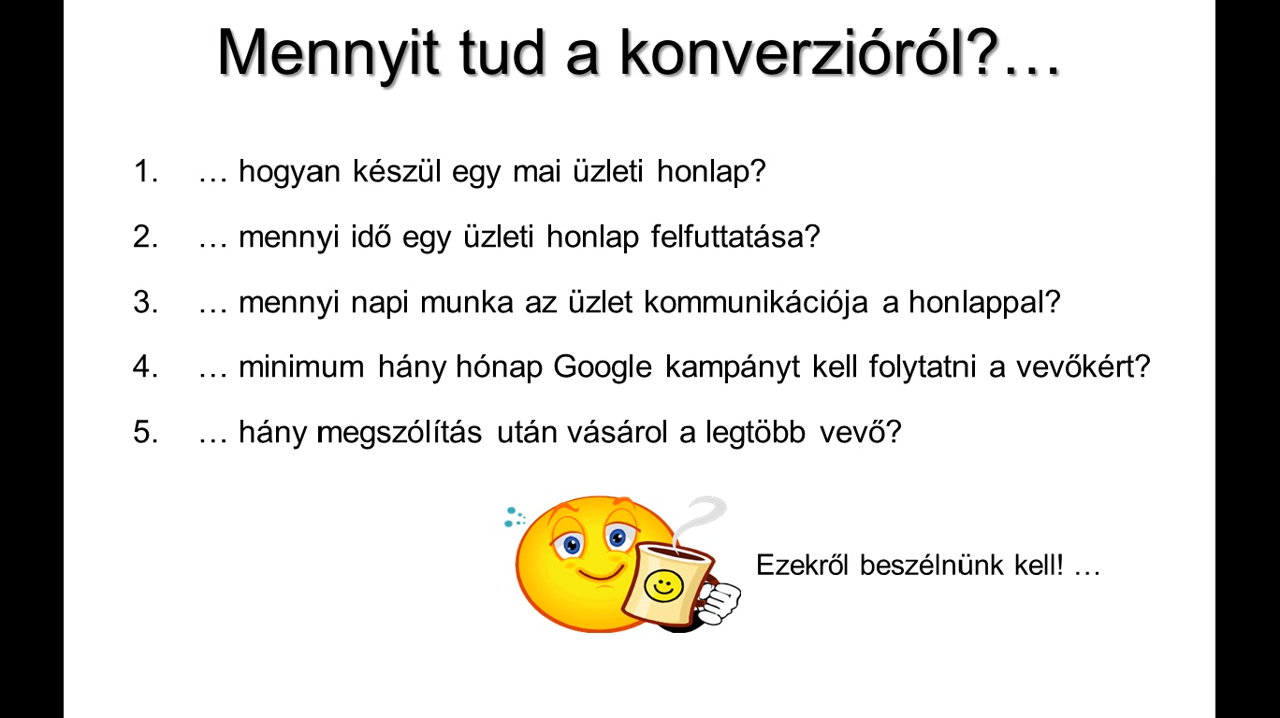 Mennyit tud a konverzióról?…
1. … hogyan készül egy mai üzleti honlap?
2. … mennyi idő egy üzleti honlap felfuttatása?
3. … mennyi napi munka az üzlet kommunikációja a honlappal?
4. … minimum hány hónap Google kampányt kell folytatni a vevőkért?
5. … hány megszólítás után vásárol a legtöbb vevő?
Ezekről beszélnünk kell! …